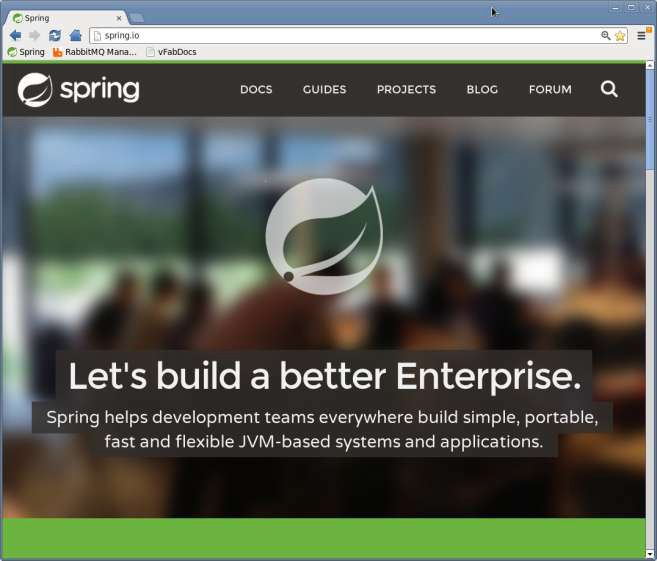 Spring
spring.io
Spring RabbitMQ Mana... vFabDocs
spring DOCS GUIDES PROJECTS BLOG FORUM
Let's build a better Enterprise.
Spring helps development teams everywhere build simple, portable,
fast and flexible JVM-based systems and applications.